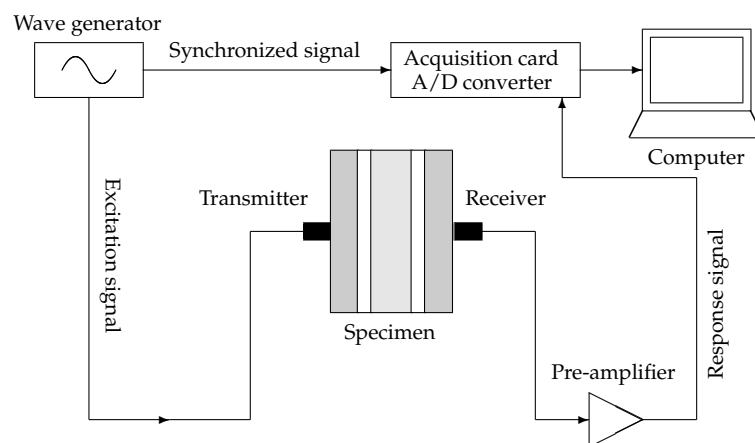 Wave generator
Synchronized signal
Acquisition card
A/D converter
Computer
Excitation signal
Transmitter
Receiver
Specimen
Response signal
Pre-amplifier